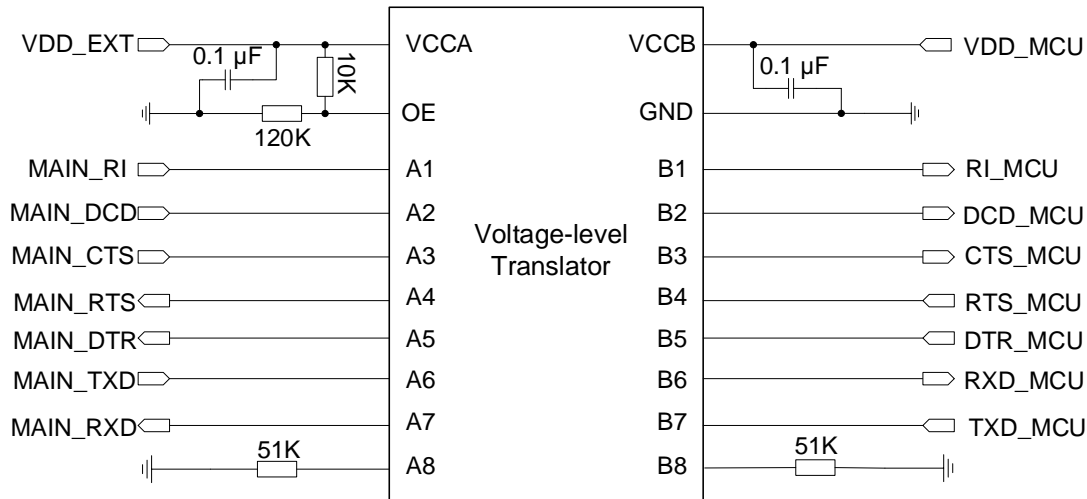 VDD_EXT
0.1 µF
10K
120K
VCCA
OE
VCCB
GND
0.1 µF
VDD_MCU
MAIN_RI
A1
B1
RI_MCU
MAIN_DCD
A2
B2
DCD_MCU
MAIN_CTS
A3
B3
CTS_MCU
Voltage-level
Translator
MAIN_RTS
A4
B4
RTS_MCU
MAIN_DTR
A5
B5
DTR_MCU
MAIN_TXD
A6
B6
RXD_MCU
MAIN_RXD
A7
B7
TXD_MCU
51K
A8
B8
51K